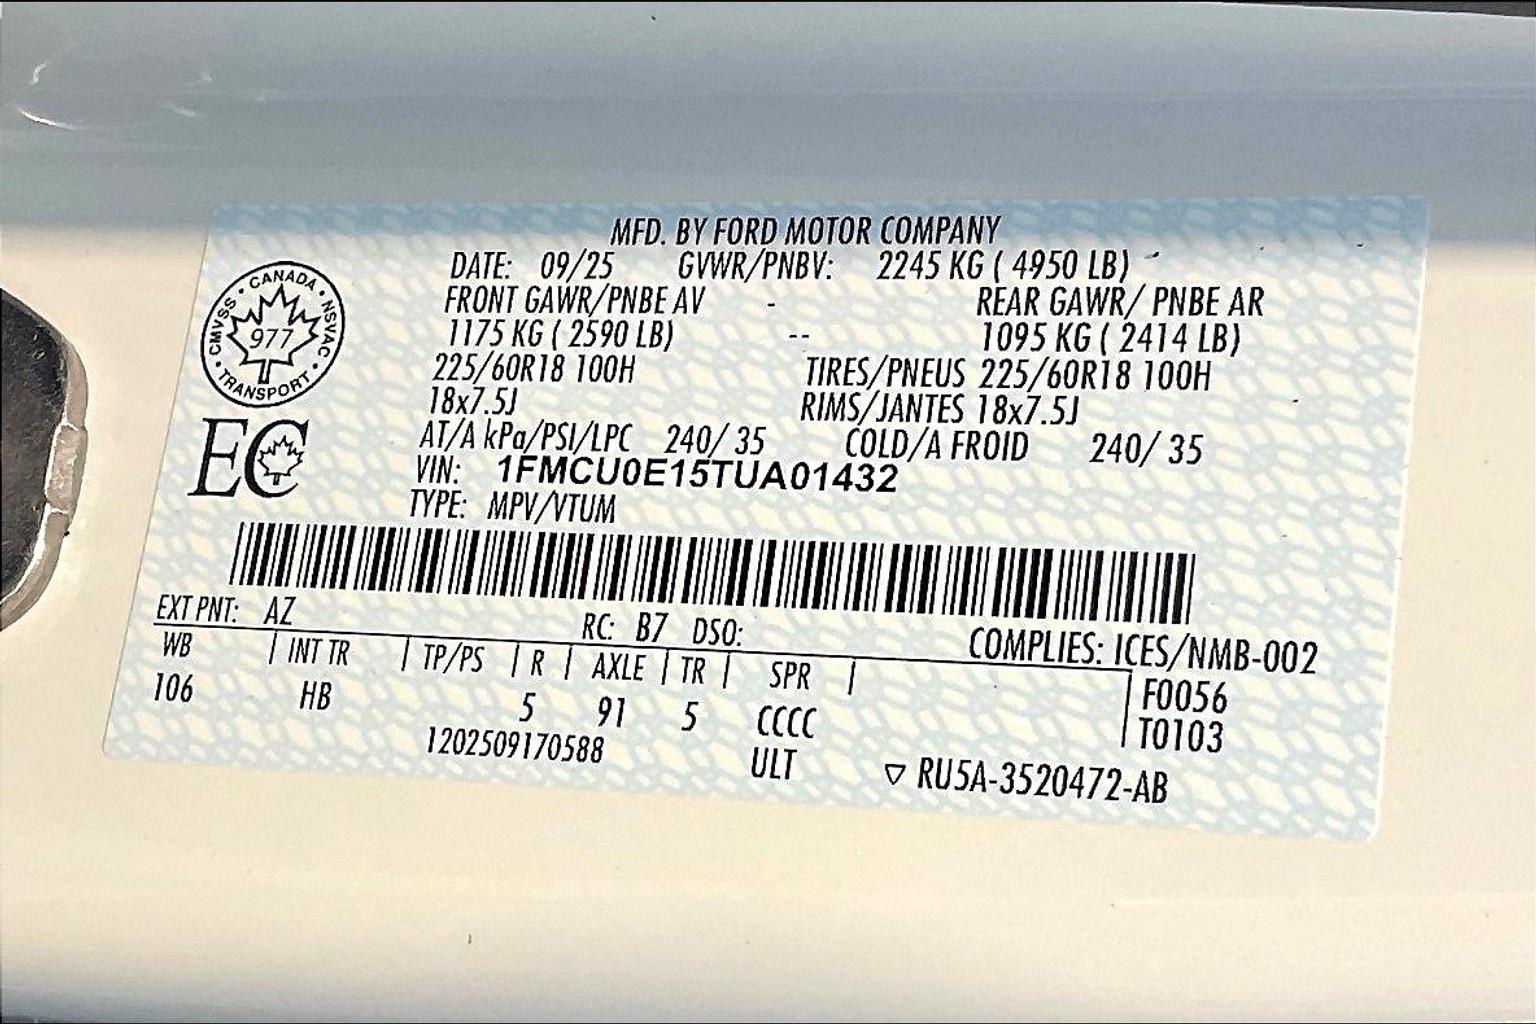 MFD. BY FORD MOTOR COMPANY
DATE: 09/25 GVWR/PNBV: 2245 KG ( 4950 LB)
FRONT GAWR/PNBE AV - REAR GAWR/ PNBE AR
1175 KG ( 2590 LB) -- 1095 KG ( 2414 LB)
225/60R18 100H TIRES/PNEUS 225/60R18 100H
18x7.5J RIMS/JANTES 18x7.5J
AT/A kPa/PSI/LPC 240/ 35 COLD/A FROID 240/ 35
VIN: 1FMCU0E15TUA01432
TYPE: MPV/VTUM
CANADA
CMVSS NSVAC
977
TRANSPORT
EC
EXT PNT: AZ RC: B7 DSO: COMPLIES: ICES/NMB-002
WB | INT TR | TP/PS | R | AXLE | TR | SPR | F0056
106 HB 5 91 5 CCCC T0103
1202509170588 ULT ▽ RU5A-3520472-AB